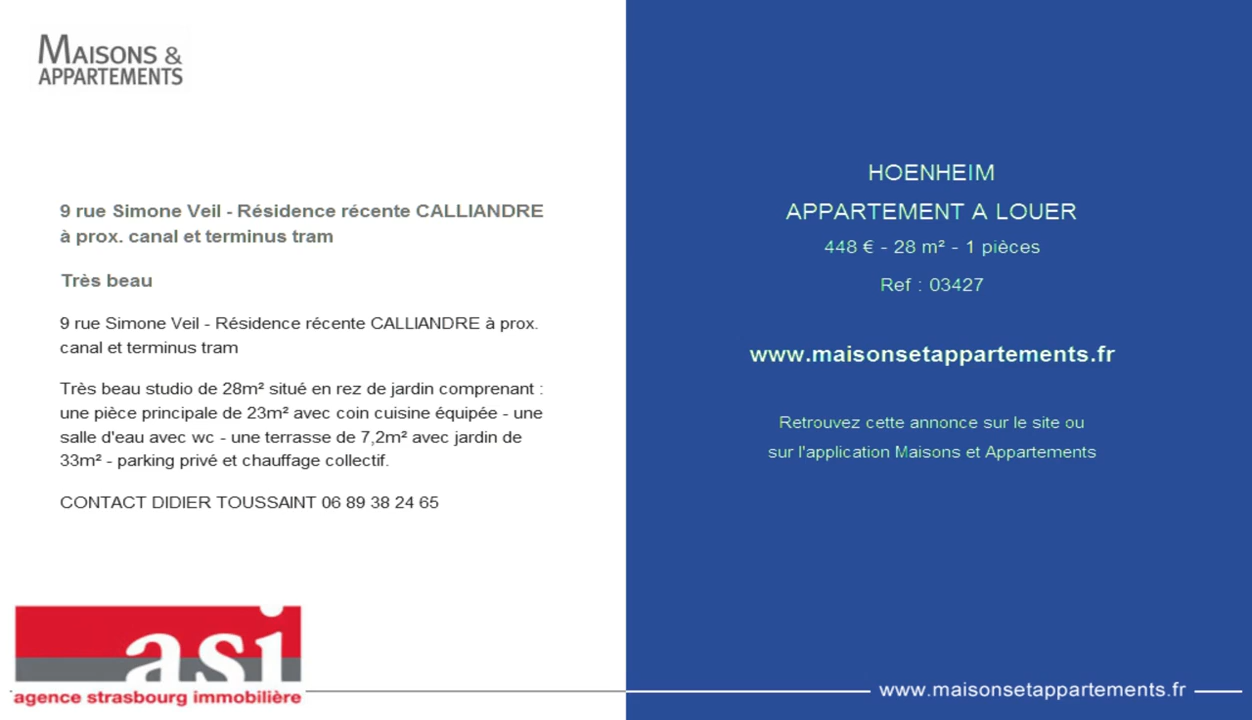 MAISONS &
APPARTEMENTS
9 rue Simone Veil - Résidence récente CALLIANDRE
à prox. canal et terminus tram
Très beau
9 rue Simone Veil - Résidence récente CALLIANDRE à prox.
canal et terminus tram
Très beau studio de 28m² situé en rez de jardin comprenant :
une pièce principale de 23m² avec coin cuisine équipée - une
salle d'eau avec wc - une terrasse de 7,2m² avec jardin de
33m² - parking privé et chauffage collectif.
CONTACT DIDIER TOUSSAINT 06 89 38 24 65
asi
agence strasbourg immobilière
HOENHEIM
APPARTEMENT A LOUER
448 € - 28 m² - 1 pièces
Ref : 03427
www.maisonsetappartements.fr
Retrouvez cette annonce sur le site ou
sur l'application Maisons et Appartements
www.maisonsetappartements.fr